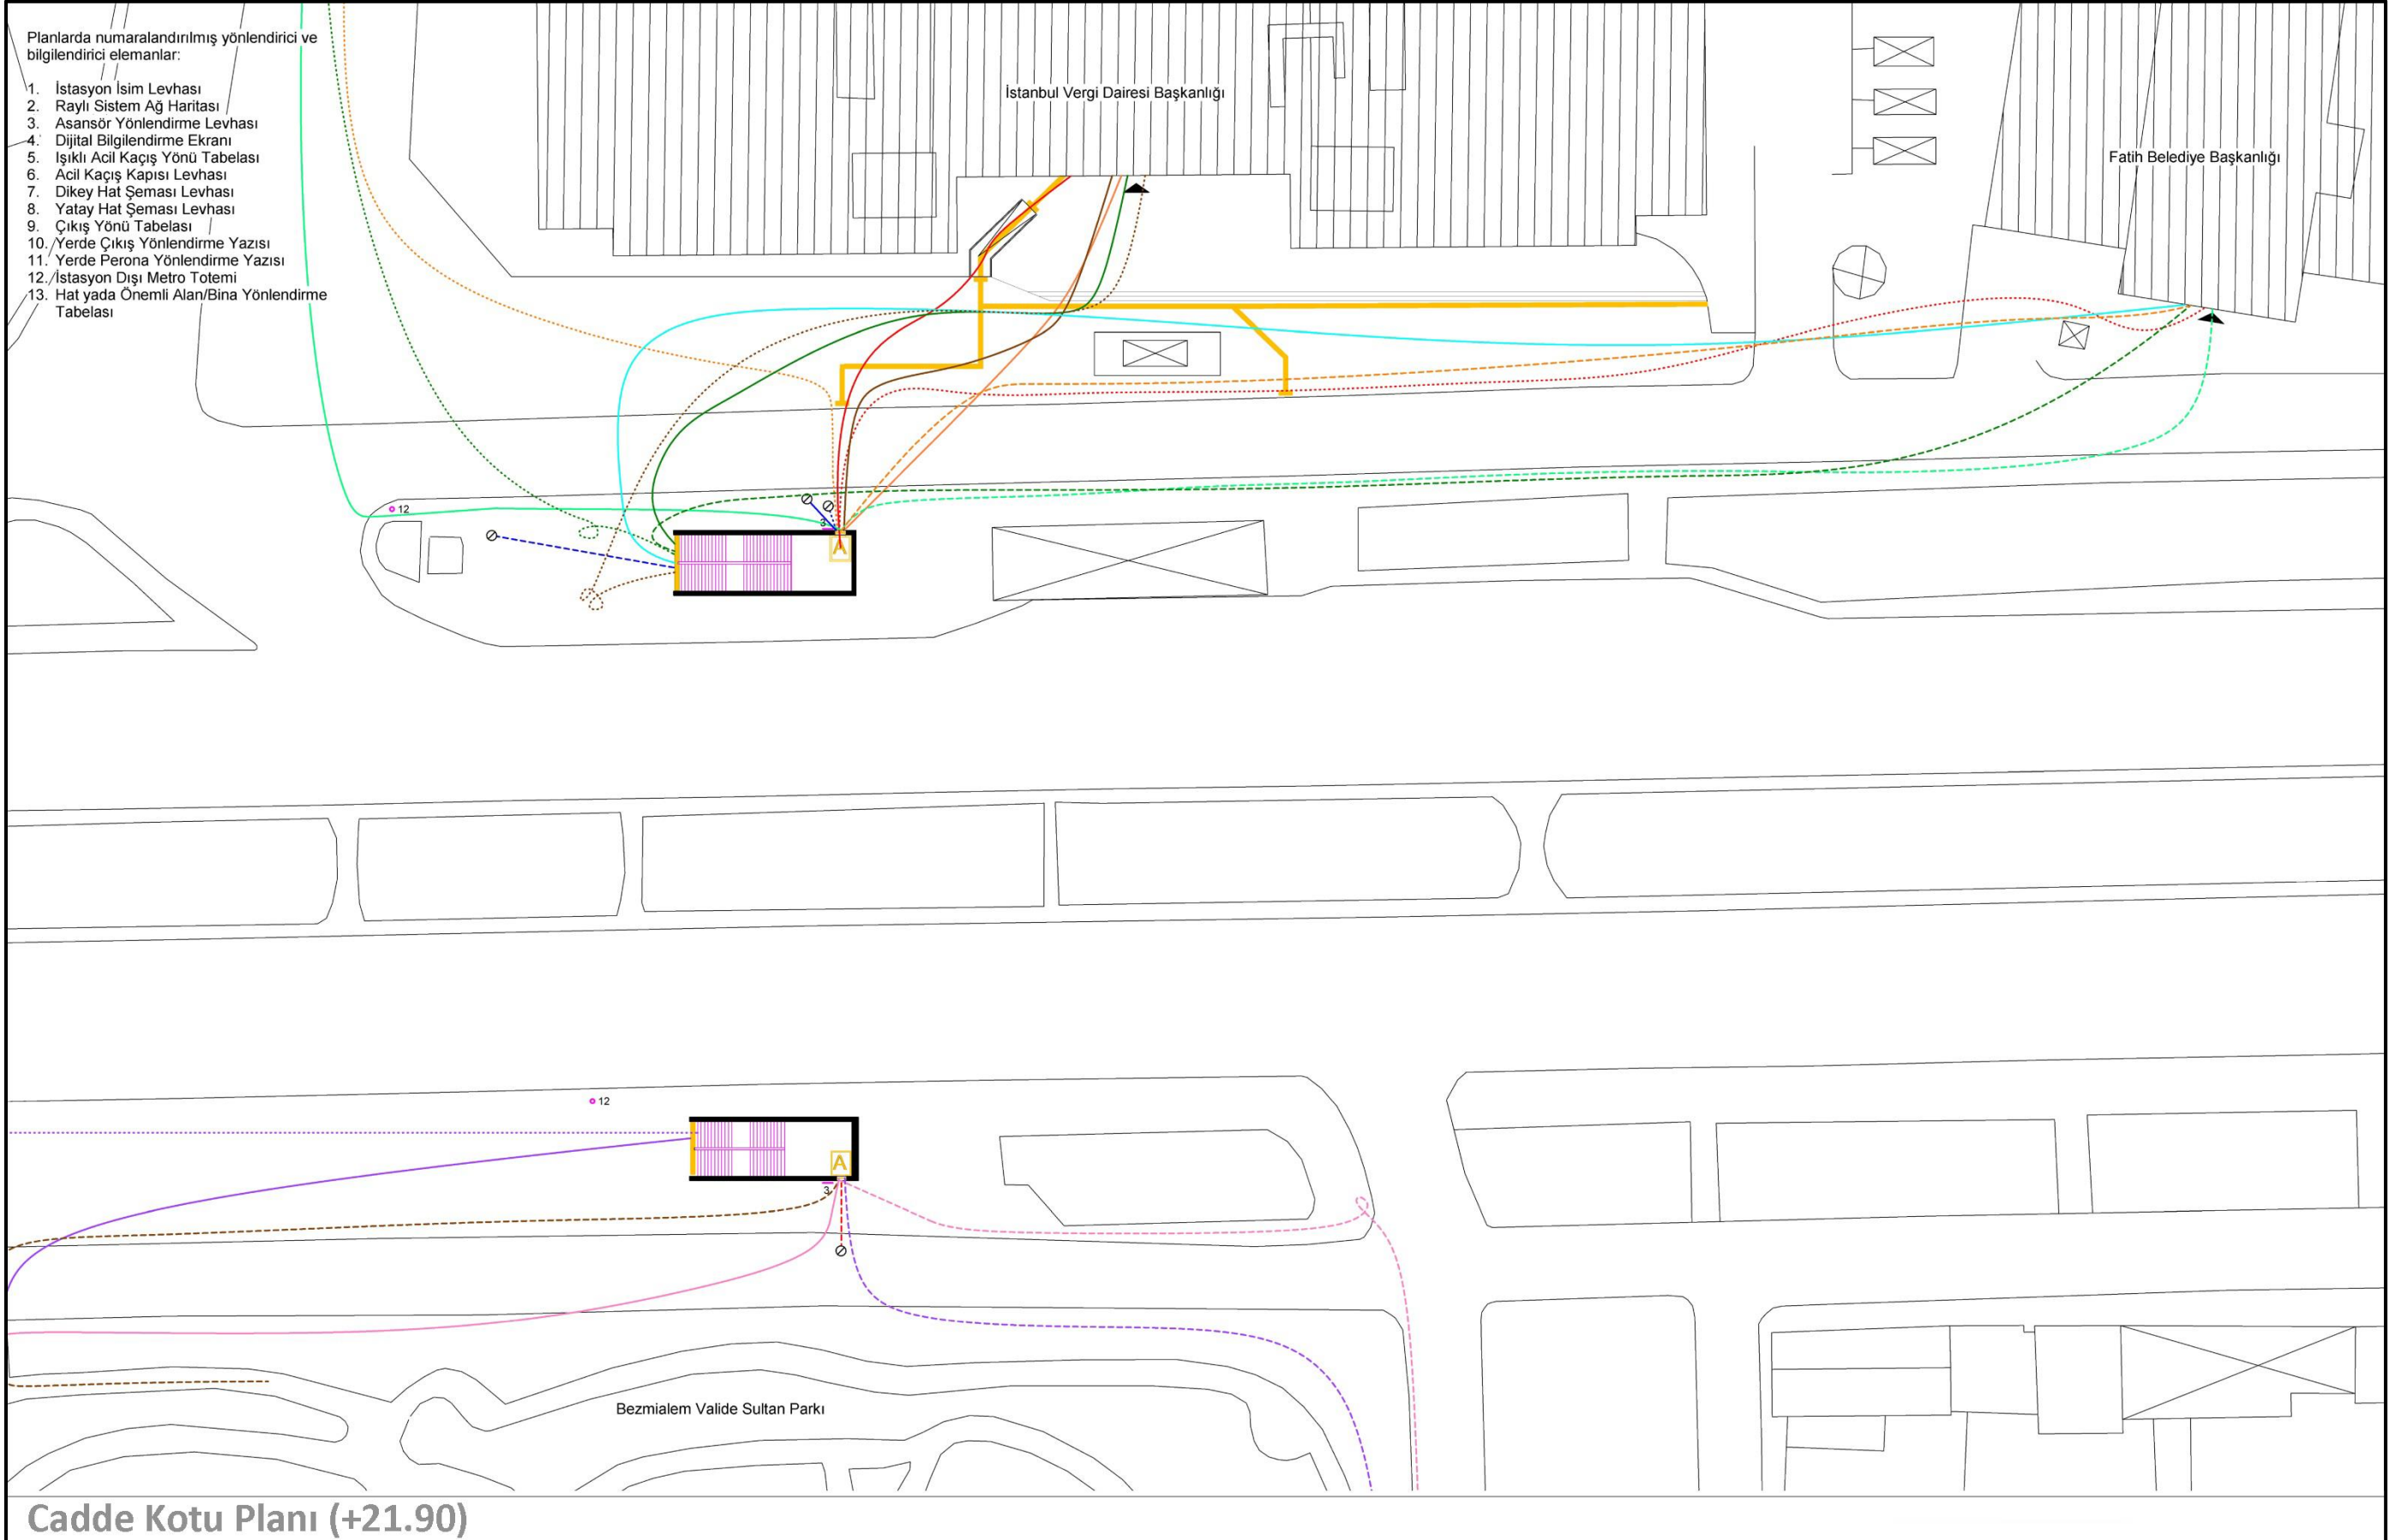 Planlarda numaralandırılmış yönlendirici ve
bilgilendirici elemanlar:
1. İstasyon İsim Levhası
2. Raylı Sistem Ağ Haritası
3. Asansör Yönlendirme Levhası
4. Dijital Bilgilendirme Ekranı
5. Işıklı Acil Kaçış Yönü Tabelası
6. Acil Kaçış Kapısı Levhası
7. Dikey Hat Şeması Levhası
8. Yatay Hat Şeması Levhası
9. Çıkış Yönü Tabelası
10. Yerde Çıkış Yönlendirme Yazısı
11. Yerde Perona Yönlendirme Yazısı
12. İstasyon Dışı Metro Totemi
13. Hat yada Önemli Alan/Bina Yönlendirme
Tabelası
İstanbul Vergi Dairesi Başkanlığı
Fatih Belediye Başkanlığı
12
3
A
12
A
3
Bezmialem Valide Sultan Parkı
Cadde Kotu Planı (+21.90)